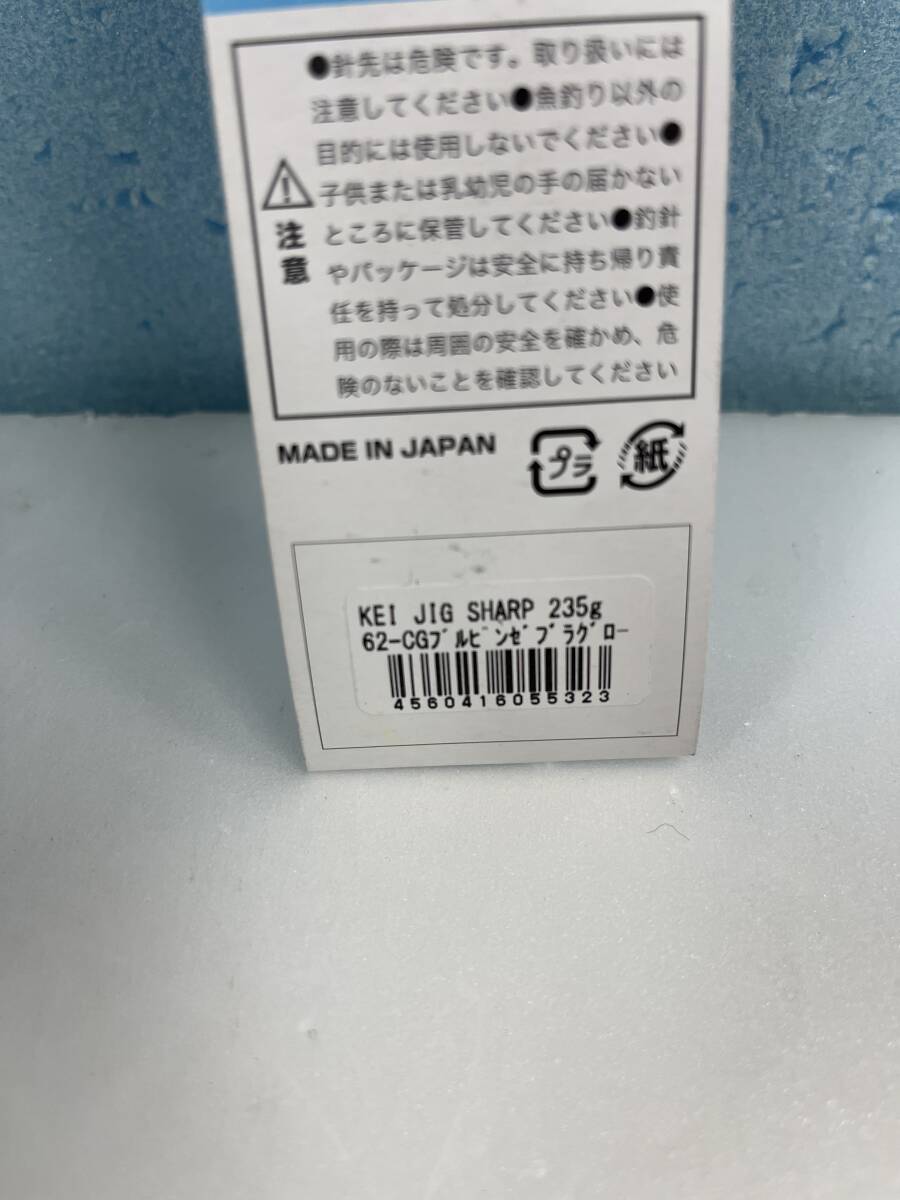 ●針先は危険です。取り扱いには
注意してください●魚釣り以外の
目的には使用しないでください●
子供または乳幼児の手の届かない
ところに保管してください●釣針
やパッケージは安全に持ち帰り責
任を持って処分してください●使
用の際は周囲の安全を確かめ、危
険のないことを確認してください
注意
MADE IN JAPAN
プラ
紙
KEI JIG SHARP 235g
62-CGﾌﾞﾙﾋﾟﾝｾﾞﾌﾞﾗｸﾞﾛｰ
4560416055323